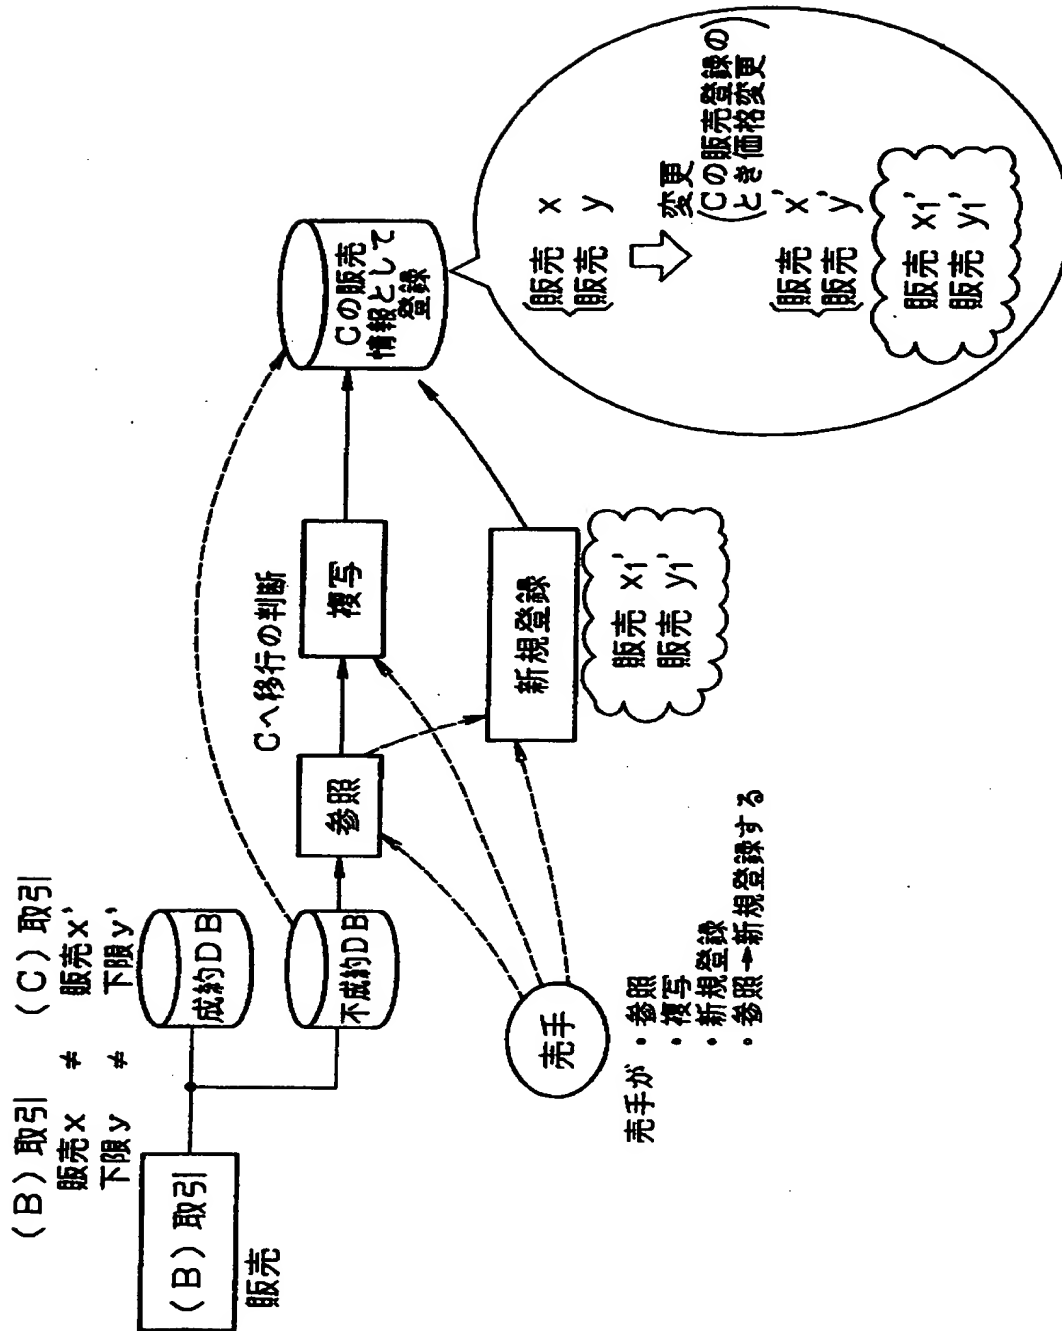 (B)取引　　(C)取引
販売x　≠　販売x'
下限y　≠　下限y'
(B)取引
販売
成約DB
不成約DB
参照
Cへ移行の判断
複写
Cの販売
情報として
登録
新規登録
販売　x1'
販売　y1'
売手
売手が・参照
・複写
・新規登録
・参照→新規登録する
{販売　x
{販売　y
変更
(Cの販売登録の
とき価格変更)
{販売　x'
{販売　y'
販売　x1'
販売　y1'